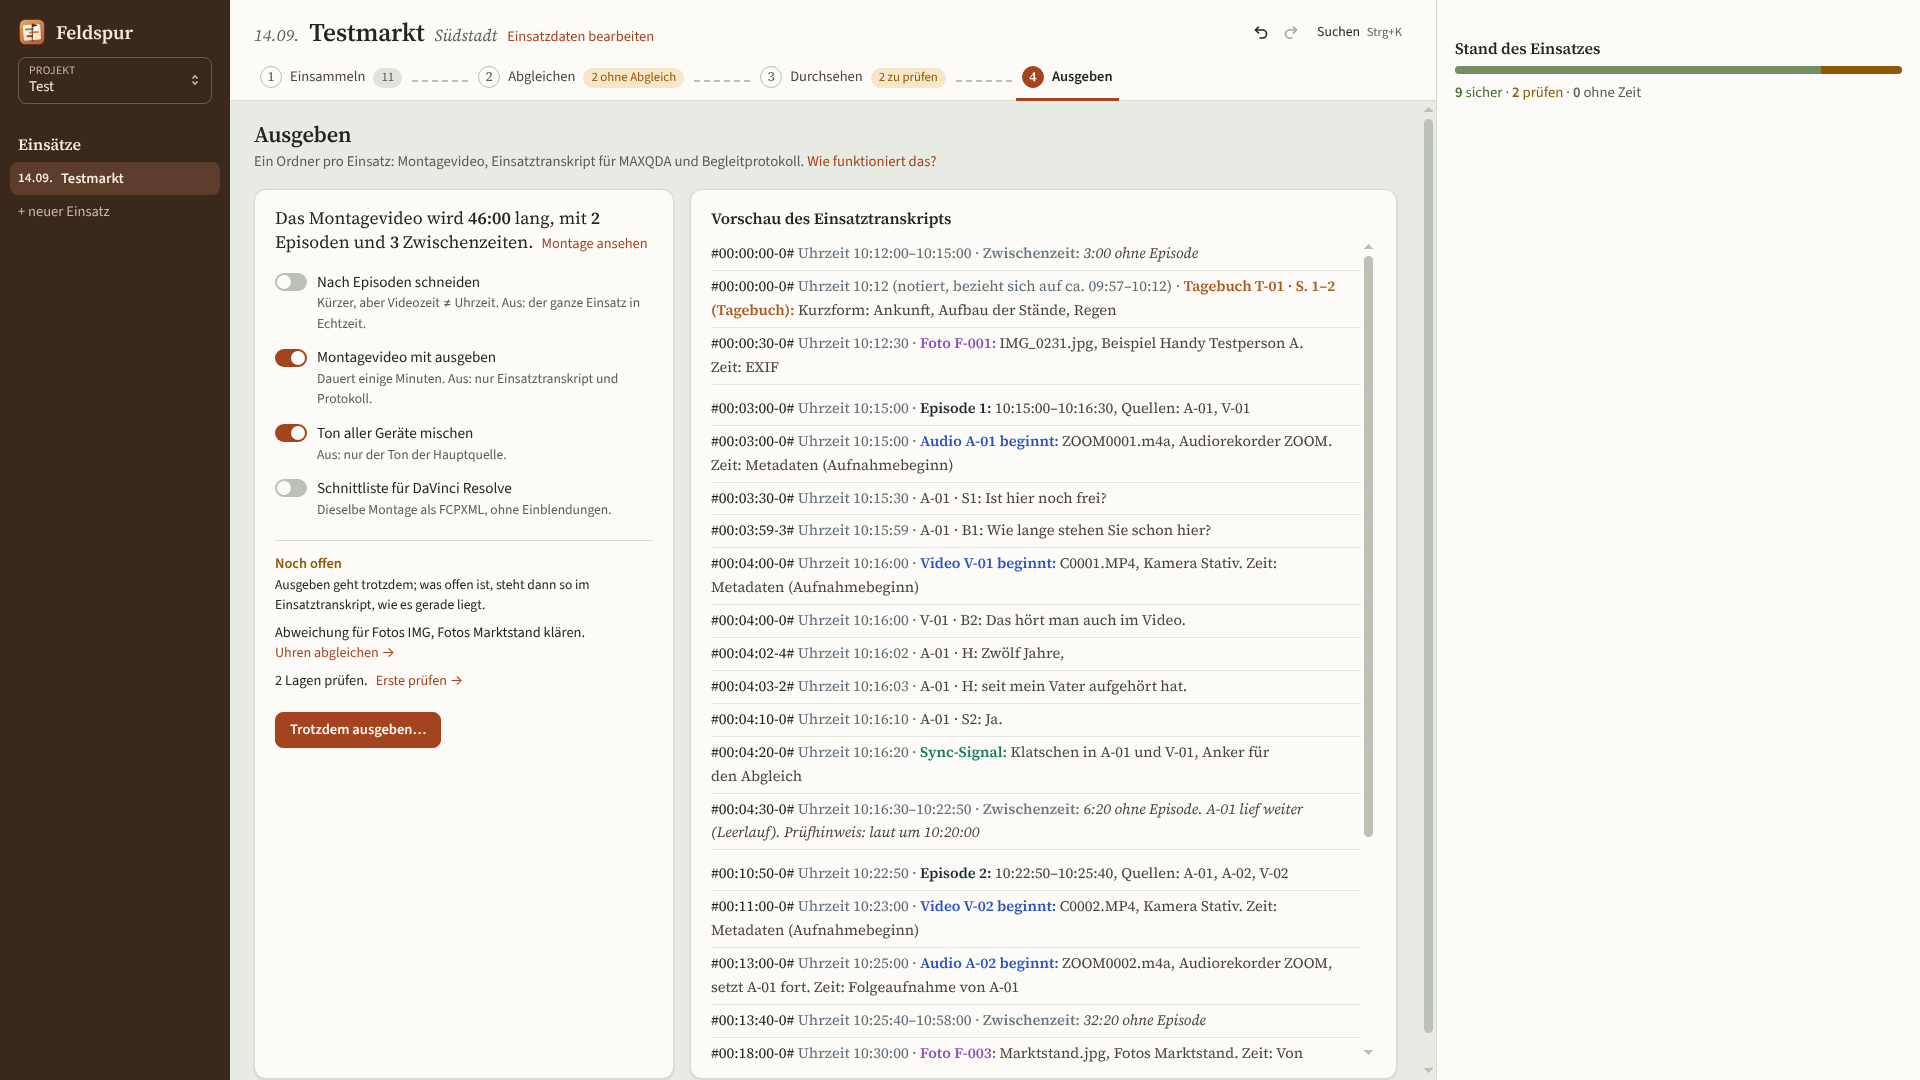 Feldspur
PROJEKT
Test
Einsätze
14.09. Testmarkt
+ neuer Einsatz
14.09. Testmarkt Südstadt Einsatzdaten bearbeiten
Suchen Strg+K
1 Einsammeln 11
2 Abgleichen 2 ohne Abgleich
3 Durchsehen 2 zu prüfen
4 Ausgeben
Ausgeben
Ein Ordner pro Einsatz: Montagevideo, Einsatztranskript für MAXQDA und Begleitprotokoll. Wie funktioniert das?
Das Montagevideo wird 46:00 lang, mit 2
Episoden und 3 Zwischenzeiten. Montage ansehen
Nach Episoden schneiden
Kürzer, aber Videozeit ≠ Uhrzeit. Aus: der ganze Einsatz in
Echtzeit.
Montagevideo mit ausgeben
Dauert einige Minuten. Aus: nur Einsatztranskript und
Protokoll.
Ton aller Geräte mischen
Aus: nur der Ton der Hauptquelle.
Schnittliste für DaVinci Resolve
Dieselbe Montage als FCPXML, ohne Einblendungen.
Noch offen
Ausgeben geht trotzdem; was offen ist, steht dann so im
Einsatztranskript, wie es gerade liegt.
Abweichung für Fotos IMG, Fotos Marktstand klären.
Uhren abgleichen →
2 Lagen prüfen. Erste prüfen →
Trotzdem ausgeben…
Vorschau des Einsatztranskripts
#00:00:00-0# Uhrzeit 10:12:00–10:15:00 · Zwischenzeit: 3:00 ohne Episode
#00:00:00-0# Uhrzeit 10:12 (notiert, bezieht sich auf ca. 09:57–10:12) · Tagebuch T-01 · S. 1–2
(Tagebuch): Kurzform: Ankunft, Aufbau der Stände, Regen
#00:00:30-0# Uhrzeit 10:12:30 · Foto F-001: IMG_0231.jpg, Beispiel Handy Testperson A.
Zeit: EXIF
#00:03:00-0# Uhrzeit 10:15:00 · Episode 1: 10:15:00–10:16:30, Quellen: A-01, V-01
#00:03:00-0# Uhrzeit 10:15:00 · Audio A-01 beginnt: ZOOM0001.m4a, Audiorekorder ZOOM.
Zeit: Metadaten (Aufnahmebeginn)
#00:03:30-0# Uhrzeit 10:15:30 · A-01 · S1: Ist hier noch frei?
#00:03:59-3# Uhrzeit 10:15:59 · A-01 · B1: Wie lange stehen Sie schon hier?
#00:04:00-0# Uhrzeit 10:16:00 · Video V-01 beginnt: C0001.MP4, Kamera Stativ. Zeit:
Metadaten (Aufnahmebeginn)
#00:04:00-0# Uhrzeit 10:16:00 · V-01 · B2: Das hört man auch im Video.
#00:04:02-4# Uhrzeit 10:16:02 · A-01 · H: Zwölf Jahre,
#00:04:03-2# Uhrzeit 10:16:03 · A-01 · H: seit mein Vater aufgehört hat.
#00:04:10-0# Uhrzeit 10:16:10 · A-01 · S2: Ja.
#00:04:20-0# Uhrzeit 10:16:20 · Sync-Signal: Klatschen in A-01 und V-01, Anker für
den Abgleich
#00:04:30-0# Uhrzeit 10:16:30–10:22:50 · Zwischenzeit: 6:20 ohne Episode. A-01 lief weiter
(Leerlauf). Prüfhinweis: laut um 10:20:00
#00:10:50-0# Uhrzeit 10:22:50 · Episode 2: 10:22:50–10:25:40, Quellen: A-01, A-02, V-02
#00:11:00-0# Uhrzeit 10:23:00 · Video V-02 beginnt: C0002.MP4, Kamera Stativ. Zeit:
Metadaten (Aufnahmebeginn)
#00:13:00-0# Uhrzeit 10:25:00 · Audio A-02 beginnt: ZOOM0002.m4a, Audiorekorder ZOOM,
setzt A-01 fort. Zeit: Folgeaufnahme von A-01
#00:13:40-0# Uhrzeit 10:25:40–10:58:00 · Zwischenzeit: 32:20 ohne Episode
#00:18:00-0# Uhrzeit 10:30:00 · Foto F-003: Marktstand.jpg, Fotos Marktstand. Zeit: Von
Stand des Einsatzes
9 sicher · 2 prüfen · 0 ohne Zeit